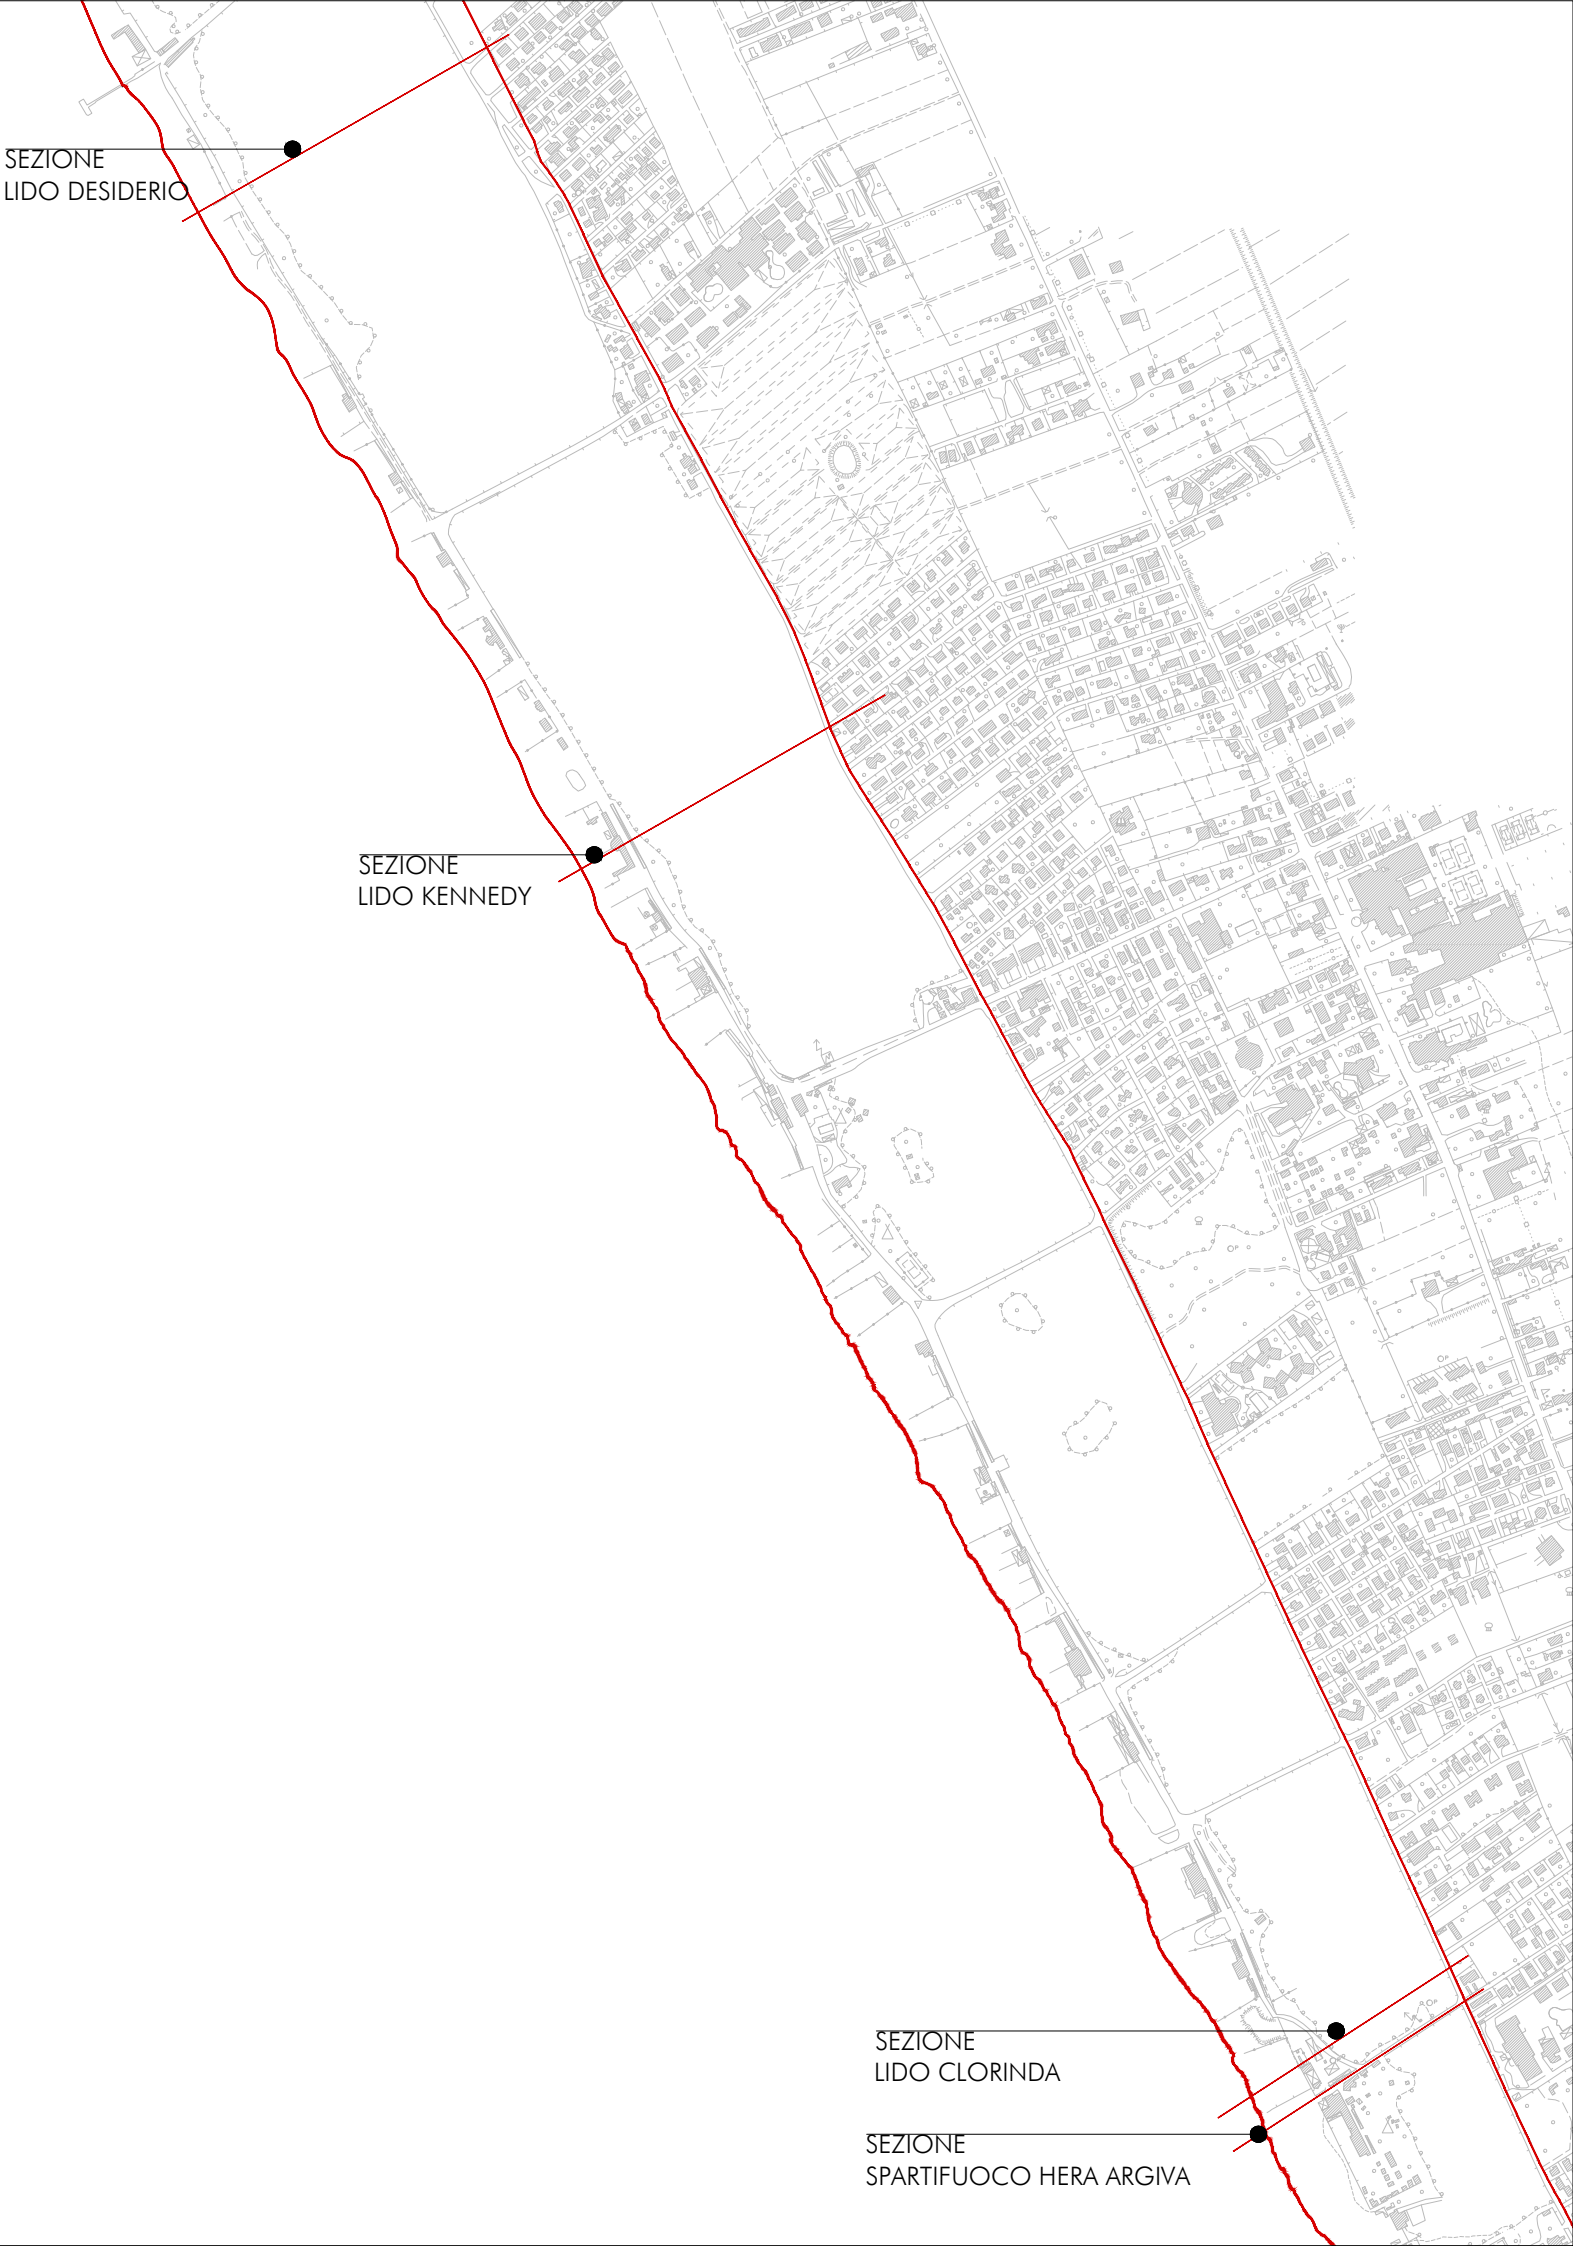 SEZIONE
LIDO DESIDERIO
SEZIONE
LIDO KENNEDY
SEZIONE
LIDO CLORINDA
SEZIONE
SPARTIFUOCO HERA ARGIVA